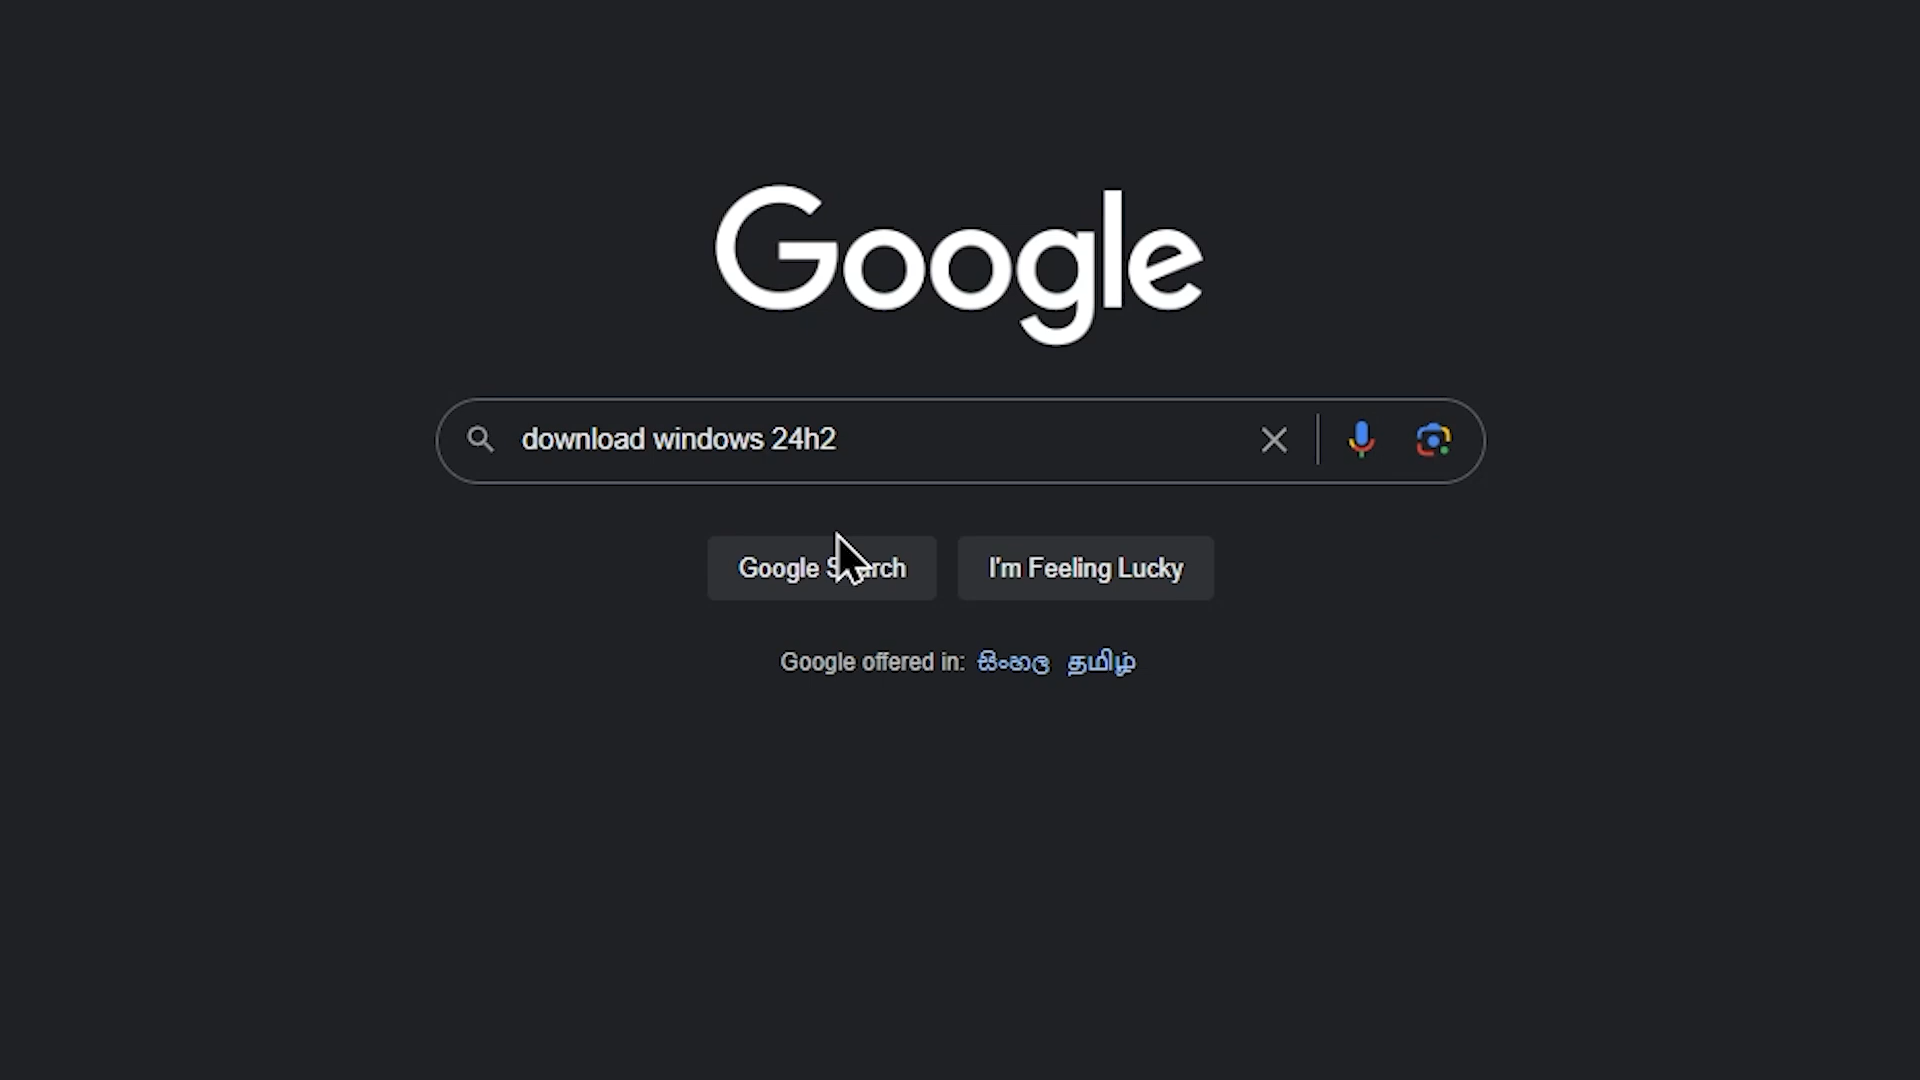 Google
download windows 24h2
Google Search I'm Feeling Lucky
Google offered in: සිංහල தமிழ்